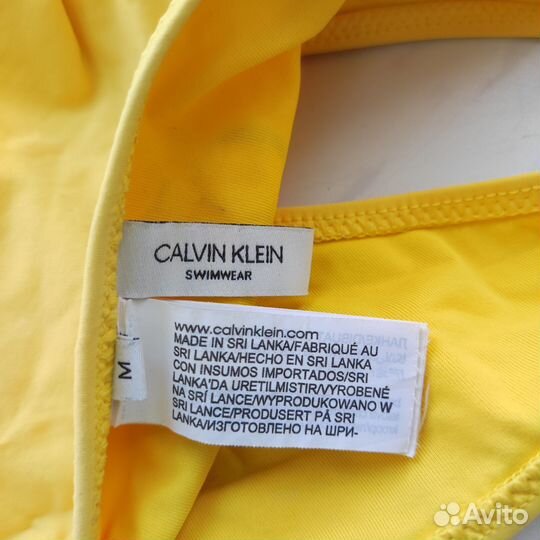 CALVIN KLEIN
SWIMWEAR
M
www.calvinklein.com
MADE IN SRI LANKA/FABRIQUÉ AU
SRI LANKA/HECHO EN SRI LANKA
CON INSUMOS IMPORTADOS/SRI
LANKA'DA URETILMISTIR/VYROBENÉ
NA SRÍ LANCE/WYPRODUKOWANO W
SRI LANCE/PRODUSERT PÅ SRI
LANKA/ИЗГОТОВЛЕНО НА ШРИ-
Avito